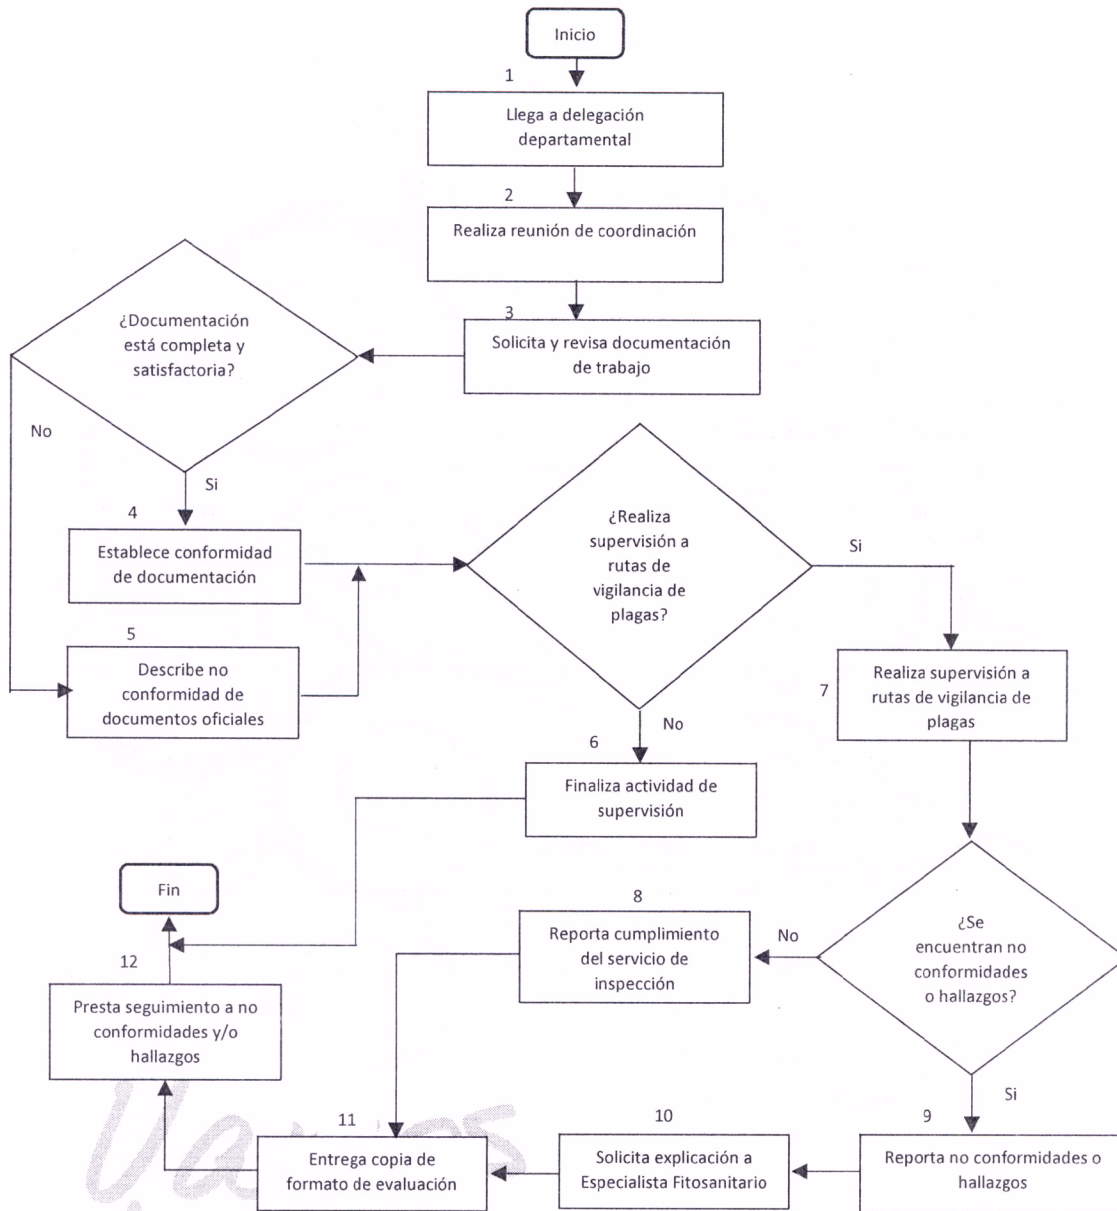 Inicio
1
Llega a delegación
departamental
2
Realiza reunión de coordinación
3
Solicita y revisa documentación
de trabajo
¿Documentación
está completa y
satisfactoria?
No
Si
4
Establece conformidad
de documentación
5
Describe no
conformidad de
documentos oficiales
¿Realiza
supervisión a
rutas de
vigilancia de
plagas?
Si
No
6
Finaliza actividad de
supervisión
7
Realiza supervisión a
rutas de vigilancia de
plagas
¿Se
encuentran no
conformidades
o hallazgos?
No
Si
8
Reporta cumplimiento
del servicio de
inspección
9
Reporta no conformidades o
hallazgos
10
Solicita explicación a
Especialista Fitosanitario
11
Entrega copia de
formato de evaluación
12
Presta seguimiento a no
conformidades y/o
hallazgos
Fin